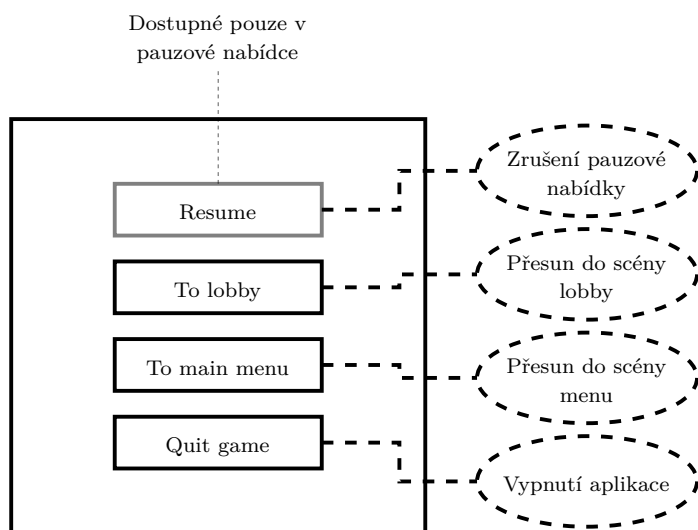 Dostupné pouze v
pauzové nabídce
Resume
Zrušení pauzové
nabídky
To lobby
Přesun do scény
lobby
To main menu
Přesun do scény
menu
Quit game
Vypnutí aplikace